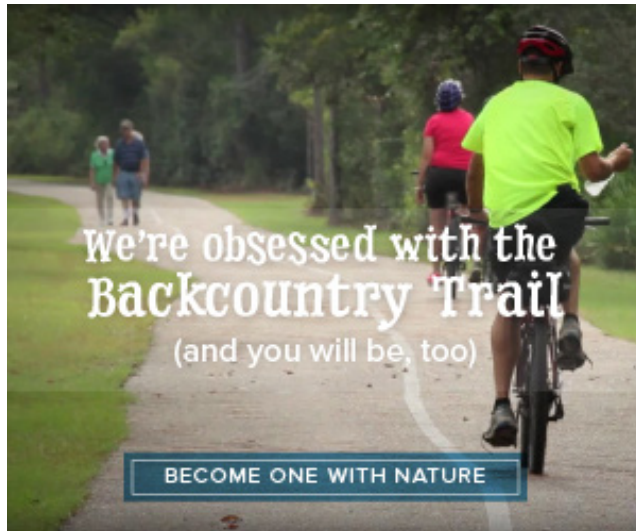 We're obsessed with the
Backcountry Trail
(and you will be, too)
BECOME ONE WITH NATURE